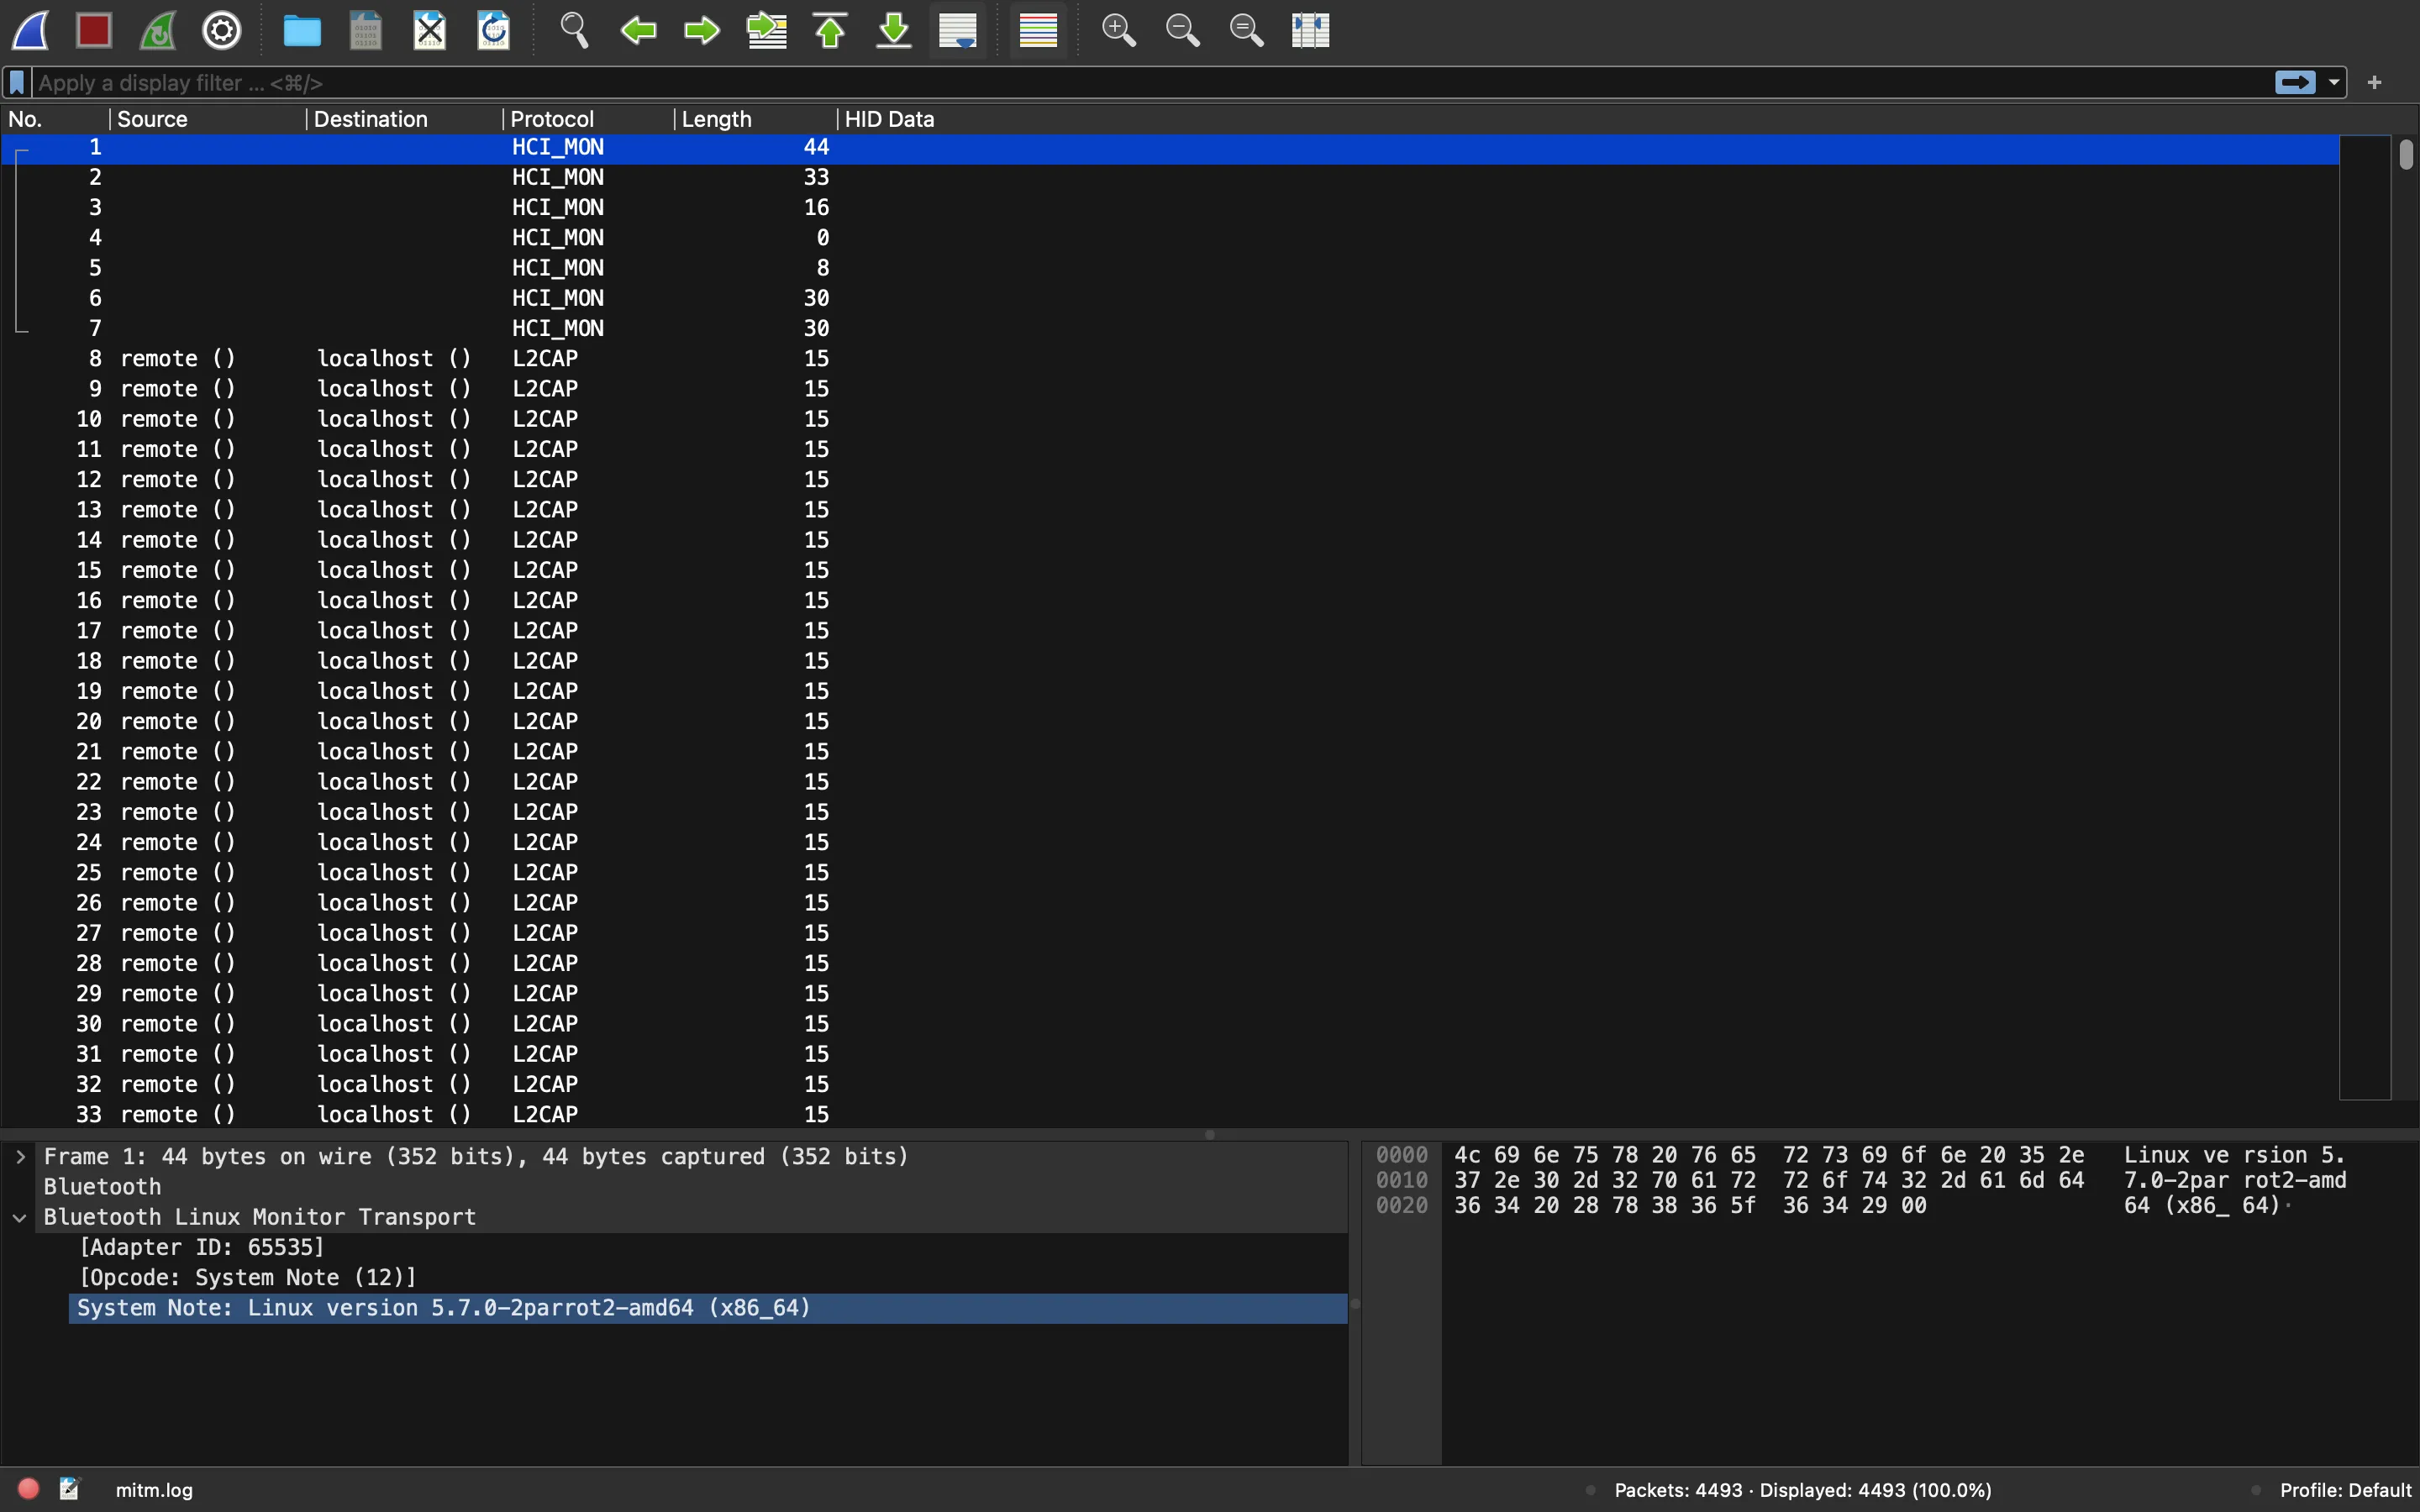 Apply a display filter ... <⌘/>
No. Source Destination Protocol Length HID Data
1 HCI_MON 44
2 HCI_MON 33
3 HCI_MON 16
4 HCI_MON 0
5 HCI_MON 8
6 HCI_MON 30
7 HCI_MON 30
8 remote () localhost () L2CAP 15
9 remote () localhost () L2CAP 15
10 remote () localhost () L2CAP 15
11 remote () localhost () L2CAP 15
12 remote () localhost () L2CAP 15
13 remote () localhost () L2CAP 15
14 remote () localhost () L2CAP 15
15 remote () localhost () L2CAP 15
16 remote () localhost () L2CAP 15
17 remote () localhost () L2CAP 15
18 remote () localhost () L2CAP 15
19 remote () localhost () L2CAP 15
20 remote () localhost () L2CAP 15
21 remote () localhost () L2CAP 15
22 remote () localhost () L2CAP 15
23 remote () localhost () L2CAP 15
24 remote () localhost () L2CAP 15
25 remote () localhost () L2CAP 15
26 remote () localhost () L2CAP 15
27 remote () localhost () L2CAP 15
28 remote () localhost () L2CAP 15
29 remote () localhost () L2CAP 15
30 remote () localhost () L2CAP 15
31 remote () localhost () L2CAP 15
32 remote () localhost () L2CAP 15
33 remote () localhost () L2CAP 15
Frame 1: 44 bytes on wire (352 bits), 44 bytes captured (352 bits)
Bluetooth
Bluetooth Linux Monitor Transport
[Adapter ID: 65535]
[Opcode: System Note (12)]
System Note: Linux version 5.7.0-2parrot2-amd64 (x86_64)
0000 4c 69 6e 75 78 20 76 65 72 73 69 6f 6e 20 35 2e Linux ve rsion 5.
0010 37 2e 30 2d 32 70 61 72 72 6f 74 32 2d 61 6d 64 7.0-2par rot2-amd
0020 36 34 20 28 78 38 36 5f 36 34 29 00 64 (x86_ 64)·
mitm.log Packets: 4493 · Displayed: 4493 (100.0%) Profile: Default